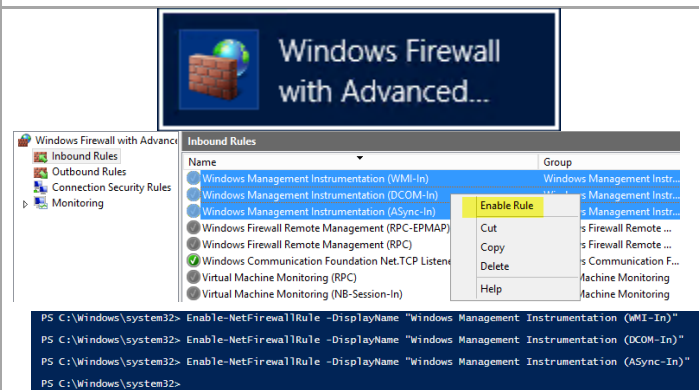 Windows Firewall
with Advanced...
Windows Firewall with Advance
Inbound Rules
Outbound Rules
Connection Security Rules
Monitoring
Inbound Rules
Name Group
Windows Management Instrumentation (WMI-In) Windows Management Instr...
Windows Management Instrumentation (DCOM-In) Windows Management Instr...
Windows Management Instrumentation (ASync-In) s Management Instr...
Windows Firewall Remote Management (RPC-EPMAP) s Firewall Remote ...
Windows Firewall Remote Management (RPC) s Firewall Remote ...
Windows Communication Foundation Net.TCP Listene s Communication F...
Virtual Machine Monitoring (RPC) Machine Monitoring
Virtual Machine Monitoring (NB-Session-In) Machine Monitoring
Enable Rule
Cut
Copy
Delete
Help
PS C:\Windows\system32> Enable-NetFirewallRule -DisplayName "Windows Management Instrumentation (WMI-In)"
PS C:\Windows\system32> Enable-NetFirewallRule -DisplayName "Windows Management Instrumentation (DCOM-In)"
PS C:\Windows\system32> Enable-NetFirewallRule -DisplayName "Windows Management Instrumentation (ASync-In)"
PS C:\Windows\system32>